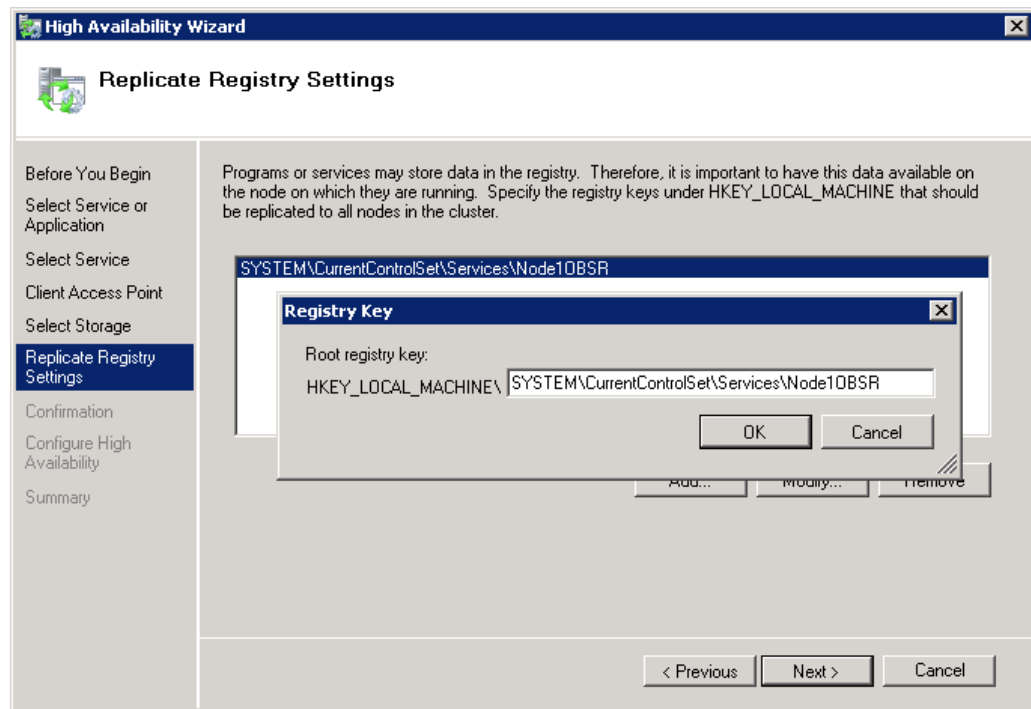 High Availability Wizard
Replicate Registry Settings
Before You Begin
Select Service or
Application
Select Service
Client Access Point
Select Storage
Replicate Registry
Settings
Confirmation
Configure High
Availability
Summary
Programs or services may store data in the registry. Therefore, it is important to have this data available on
the node on which they are running. Specify the registry keys under HKEY_LOCAL_MACHINE that should
be replicated to all nodes in the cluster.
SYSTEM\CurrentControlSet\Services\Node1OBSR
Registry Key
Root registry key:
HKEY_LOCAL_MACHINE\ SYSTEM\CurrentControlSet\Services\Node1OBSR
OK Cancel
Add... Modify... Remove
< Previous Next > Cancel